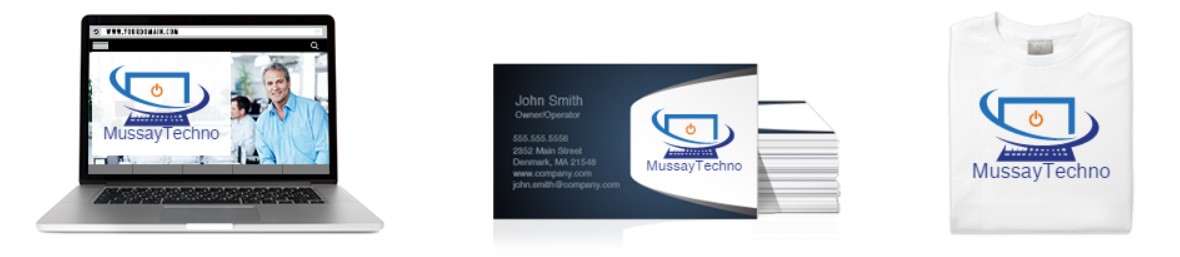 WWW.YOURDOMAIN.COM
MussayTechno
John Smith
Owner/Operator
555.555.5556
2352 Main Street
Denmark, MA 21548
www.company.com
john.smith@company.com
MussayTechno
MussayTechno